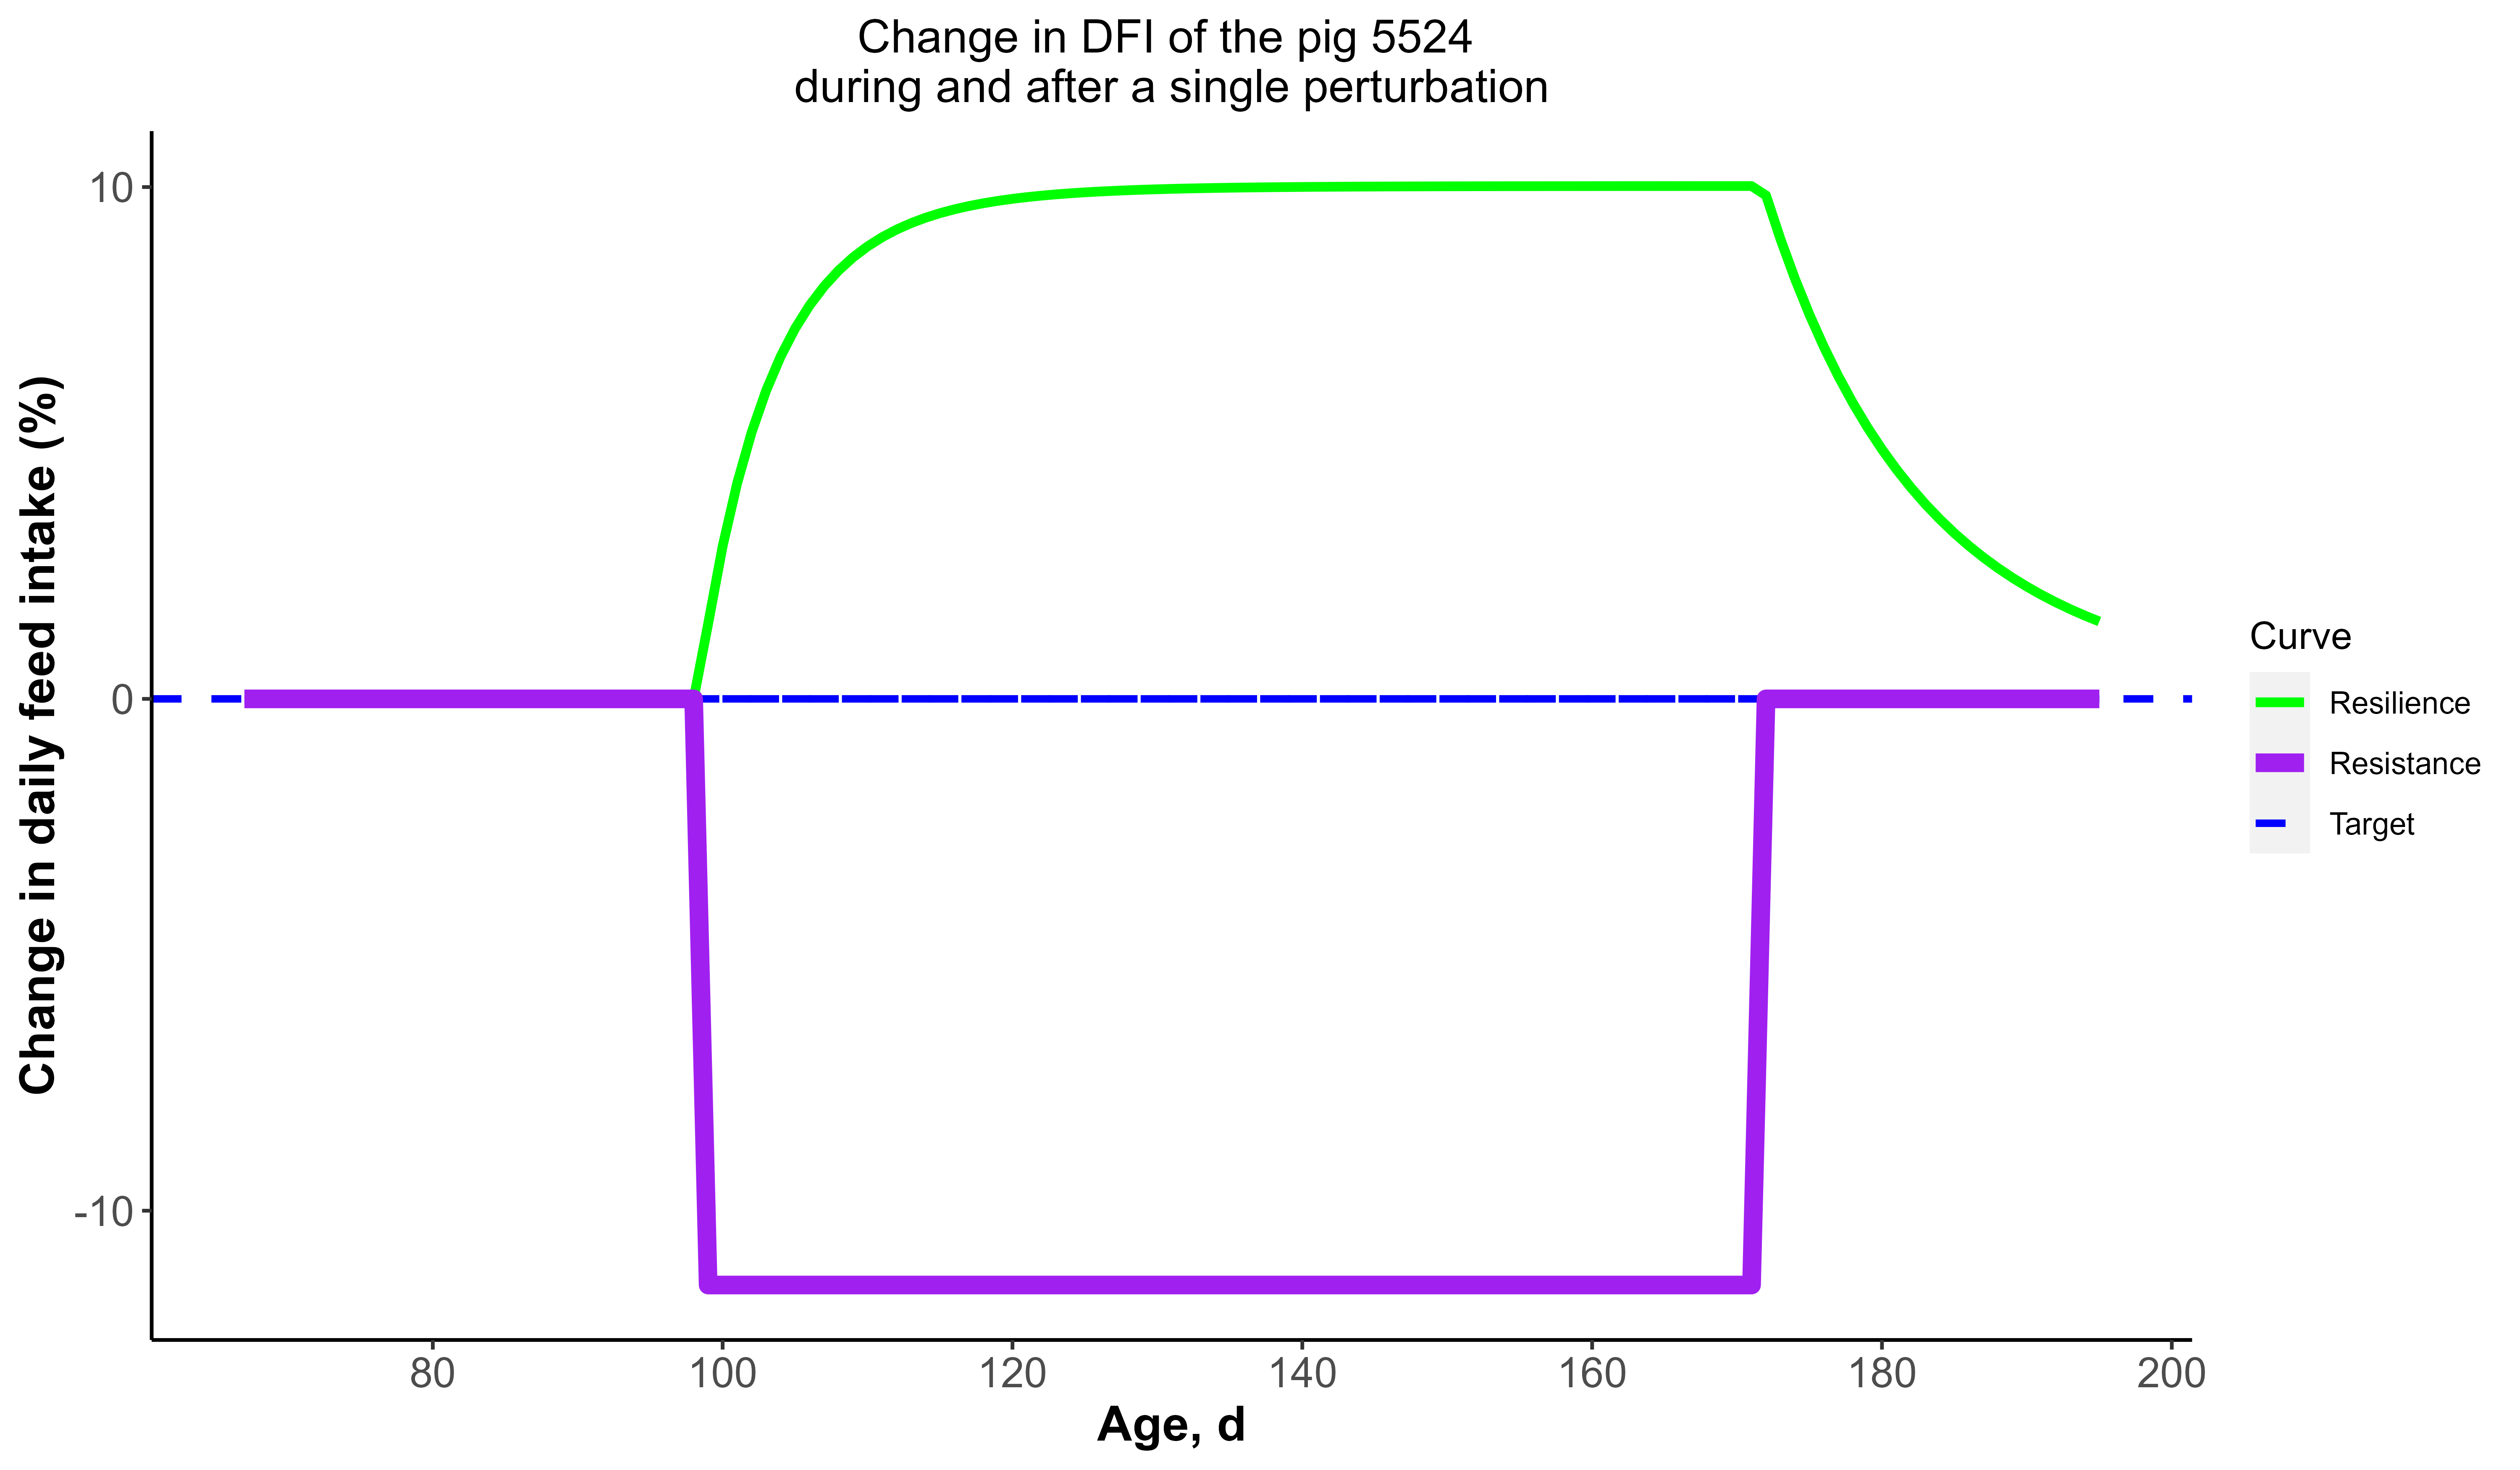 Change in DFI of the pig 5524
during and after a single perturbation
Change in daily feed intake (%)
10
0
-10
80
100
120
140
160
180
200
Age, d
Curve
Resilience
Resistance
Target